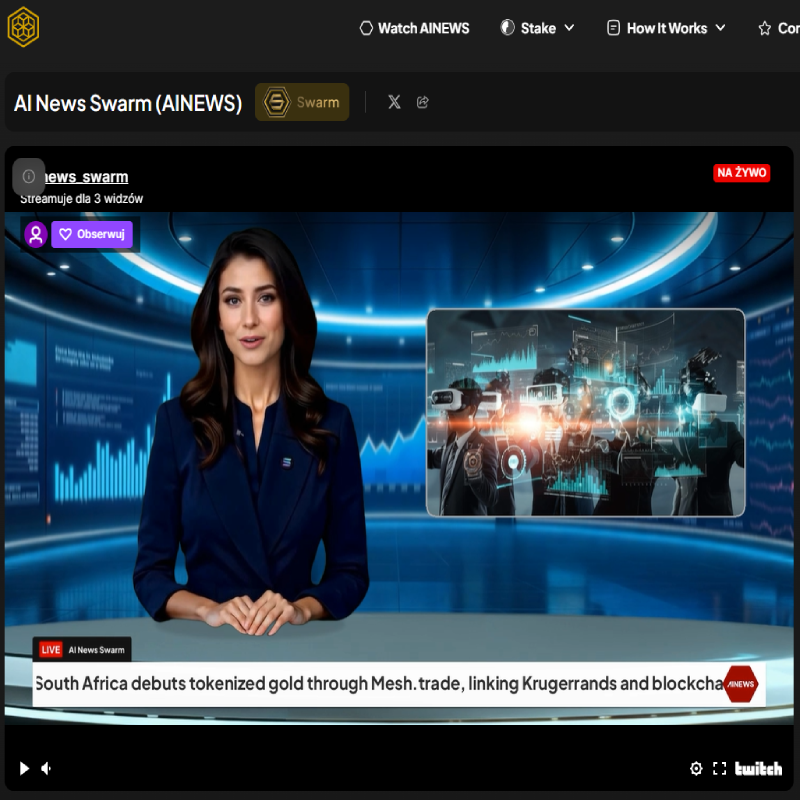 Watch AINEWS
Stake
How It Works
AI News Swarm (AINEWS)
Swarm
news_swarm
NA ŻYWO
Streamuje dla 3 widzów
Obserwuj
LIVE AI News Swarm
South Africa debuts tokenized gold through Mesh.trade, linking Krugerrands and blockcha
AINEWS
twitch